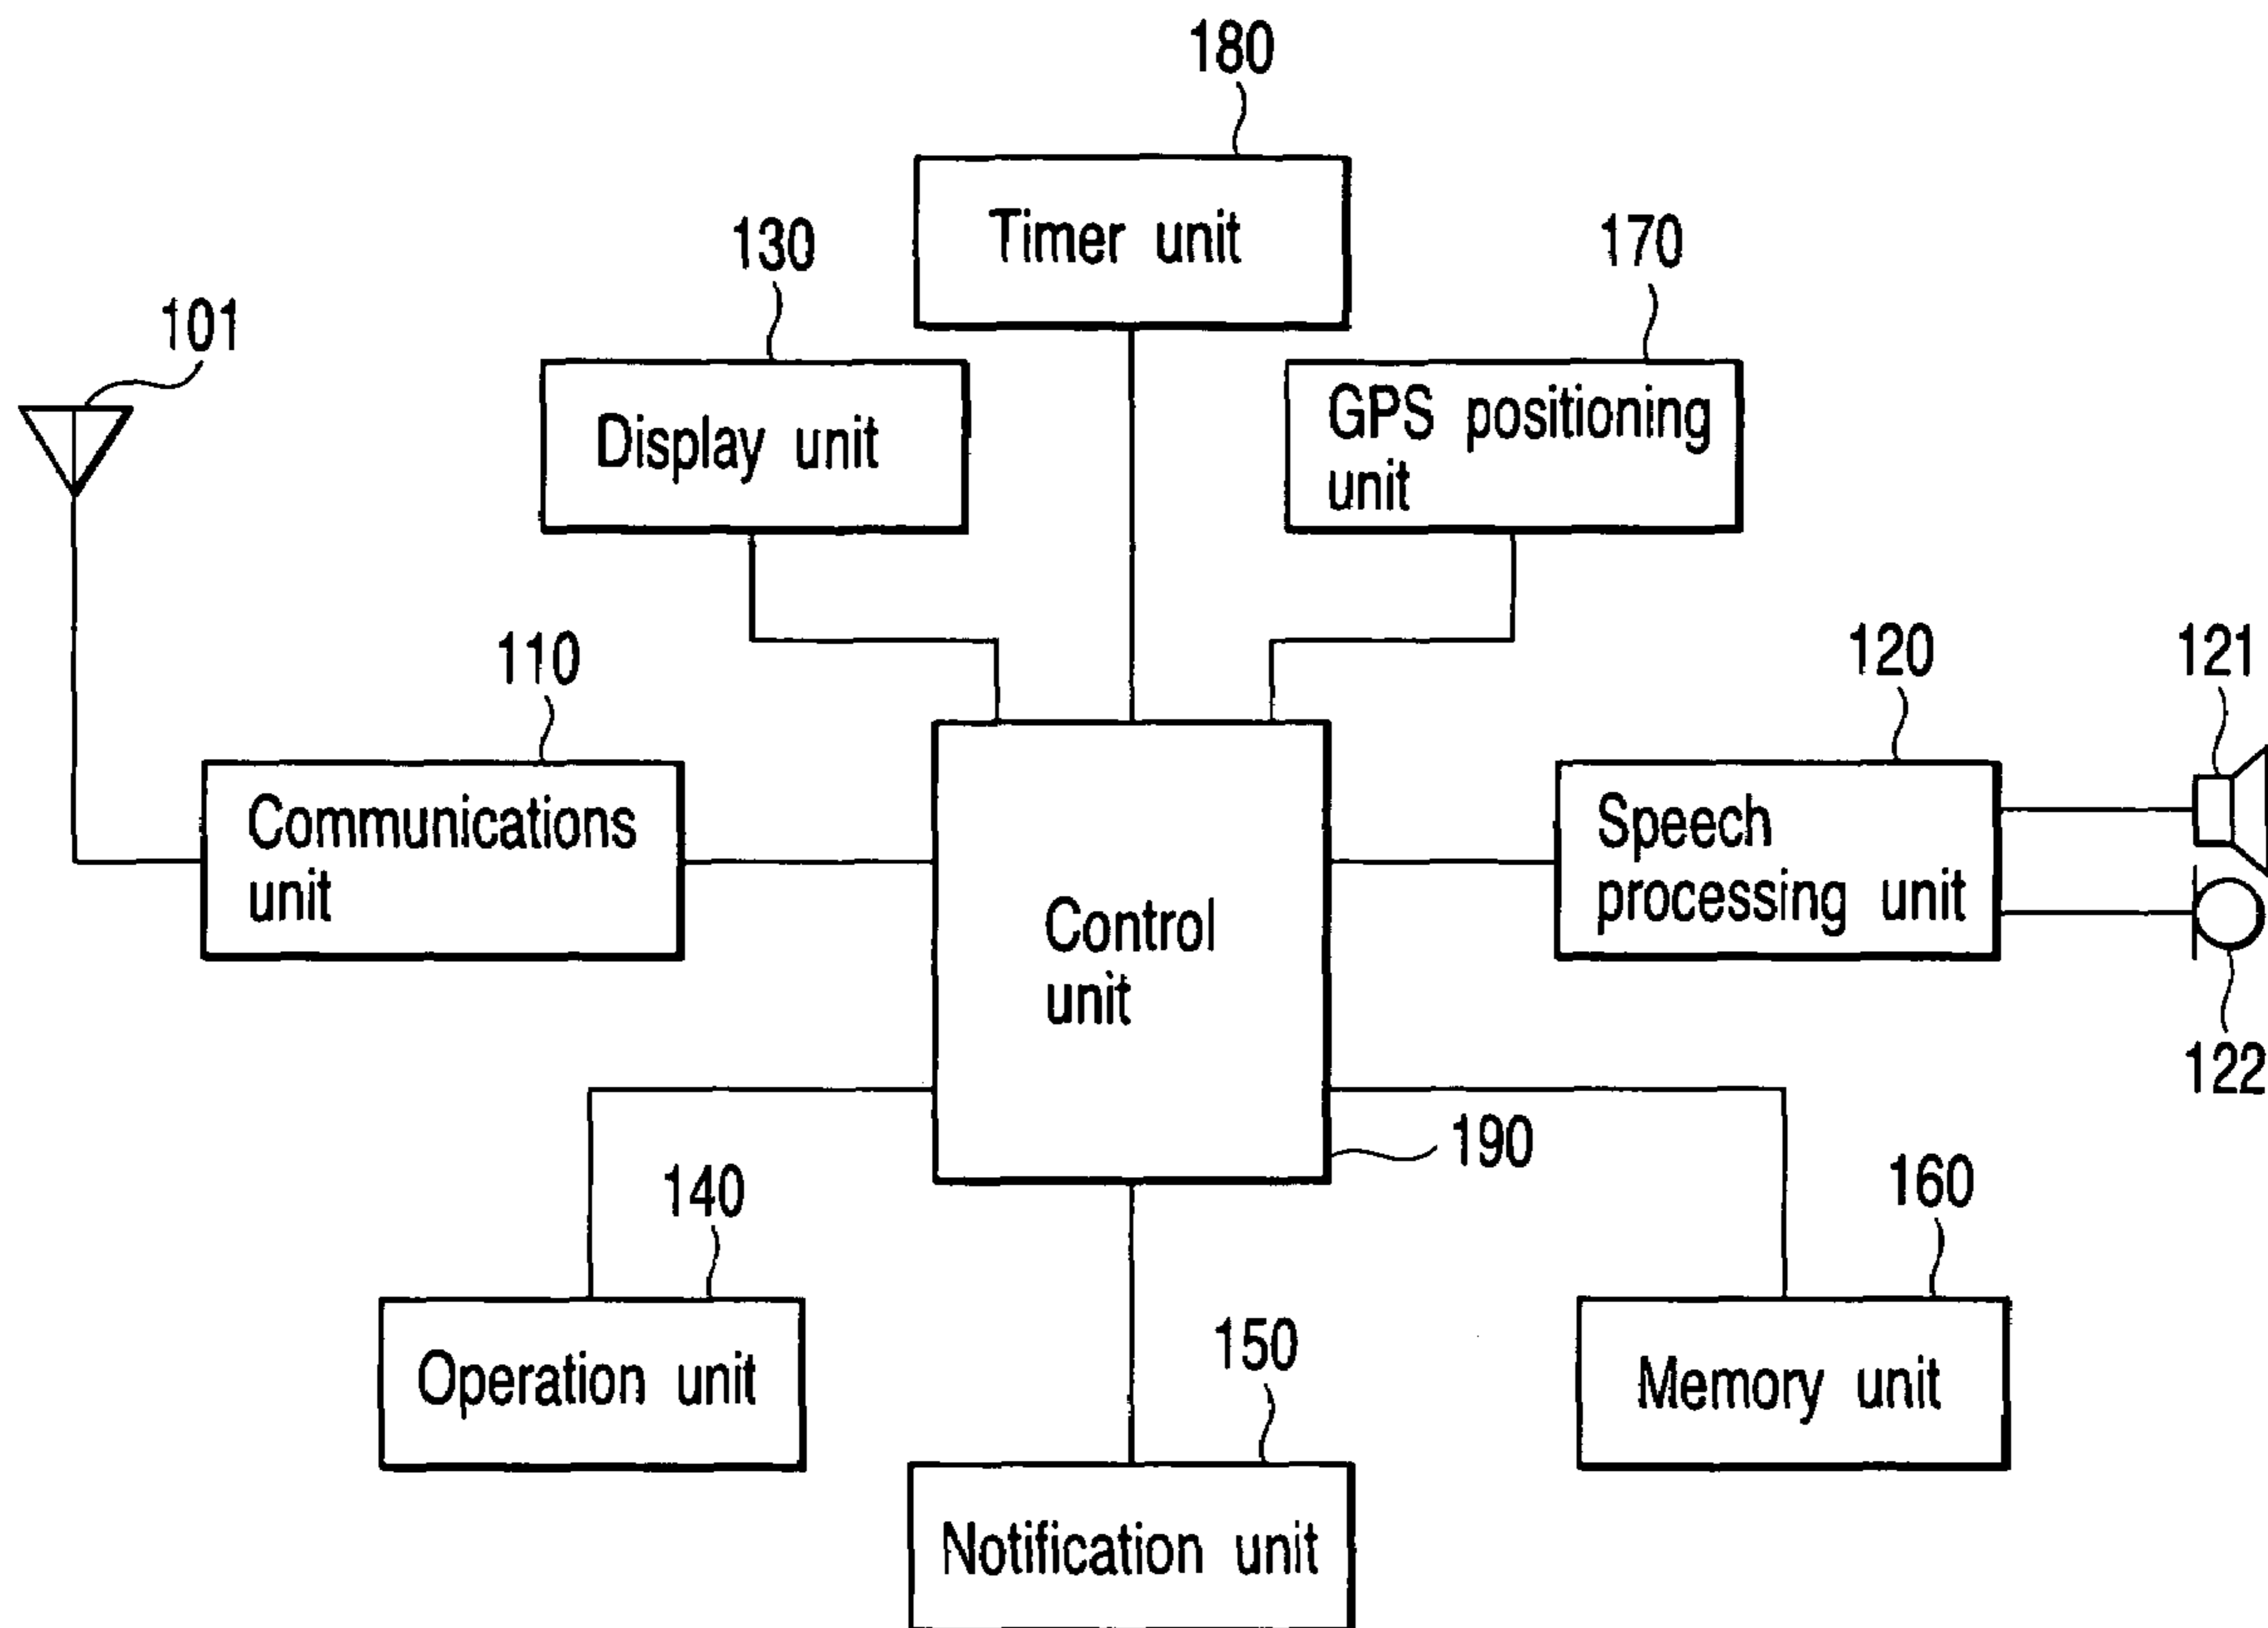 180
Timer unit
130
170
101
Display unit
GPS positioning
unit
110
120
121
Communications
unit
Speech
processing unit
Control
unit
122
190
140
160
150
Operation unit
Memory unit
Notification unit